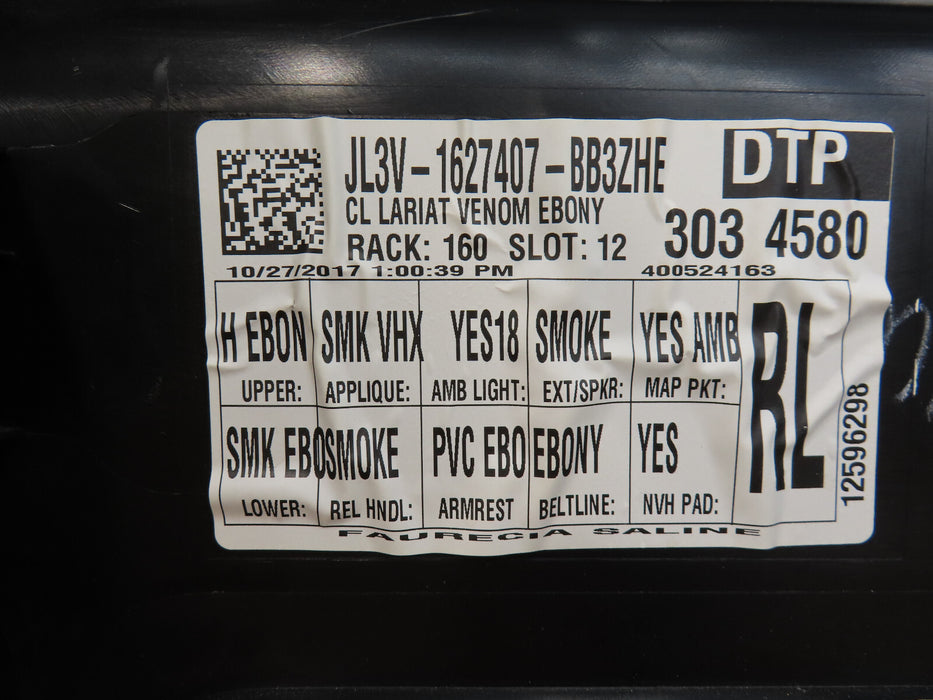 JL3V-1627407-BB3ZHE
DTP
CL LARIAT VENOM EBONY
RACK: 160 SLOT: 12
303 4580
10/27/2017 1:00:39 PM
400524163
H EBON SMK VHX YES18 SMOKE YES AMB
UPPER: APPLIQUE: AMB LIGHT: EXT/SPKR: MAP PKT:
RL
SMK EBO SMOKE PVC EBO EBONY YES
LOWER: REL HNDL: ARMREST BELTLINE: NVH PAD:
12596298
FAURECIA SALINE